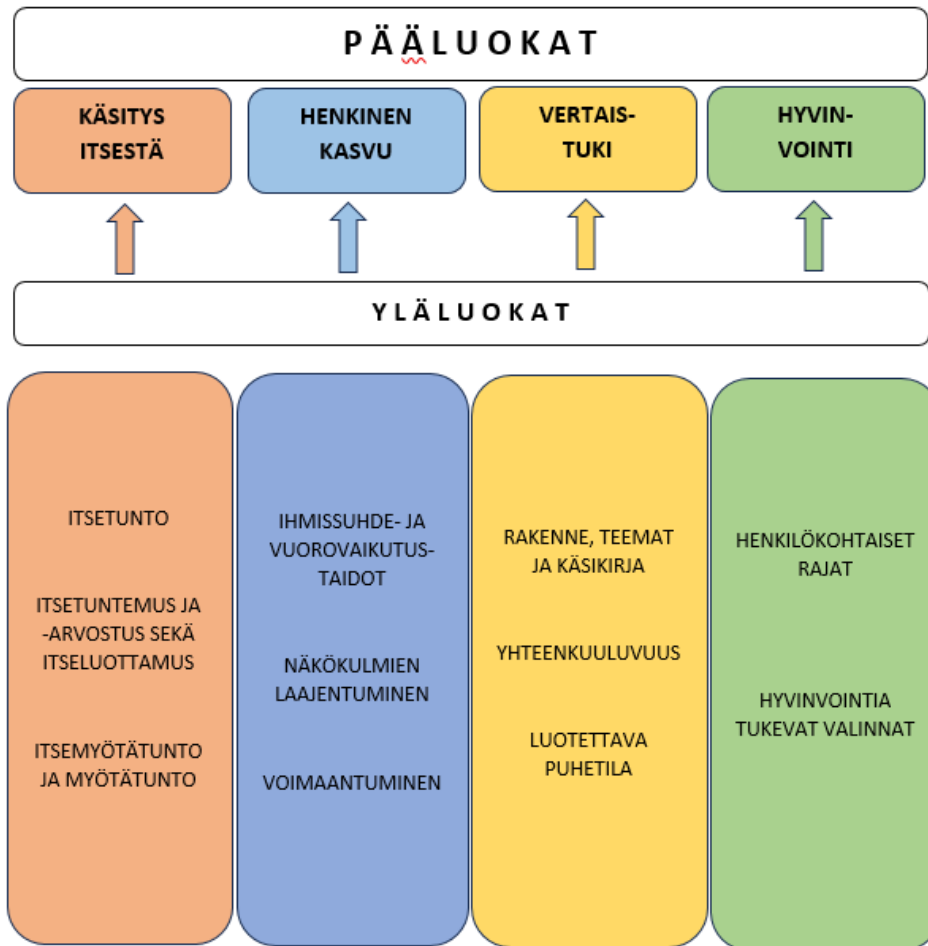 PÄÄLUOKAT
KÄSITYS
ITSESTÄ
HENKINEN
KASVU
VERTAIS-
TUKI
HYVIN-
VOINTI
YLÄLUOKAT
ITSETUNTO
ITSETUNTEMUS JA
-ARVOSTUS SEKÄ
ITSELUOTTAMUS
ITSEMYÖTÄTUNTO
JA MYÖTÄTUNTO
IHMISSUHDE- JA
VUOROVAIKUTUS-
TAIDOT
NÄKÖKULMIEN
LAAJENTUMINEN
VOIMAANTUMINEN
RAKENNE, TEEMAT
JA KÄSIKIRJA
YHTEENKUULUVUUS
LUOTETTAVA
PUHETILA
HENKILÖKOHTAISET
RAJAT
HYVINVOINTIA
TUKEVAT VALINNAT